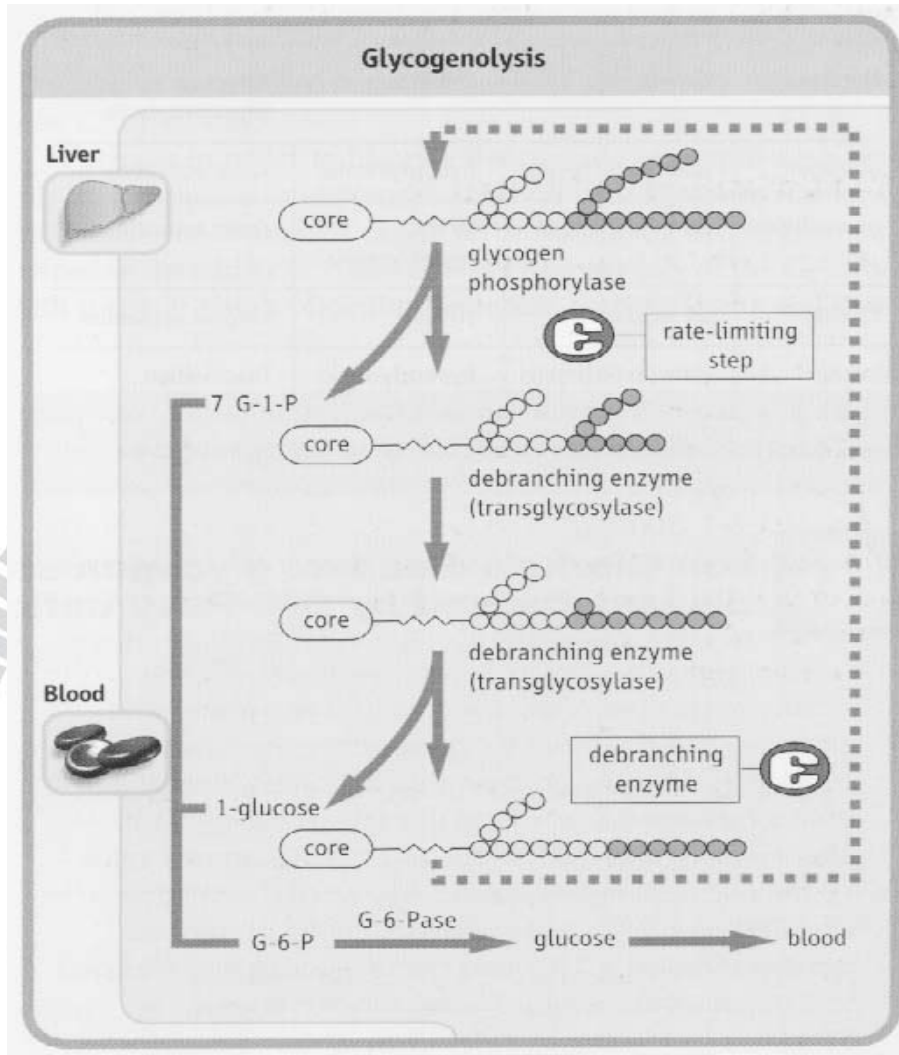 Glycogenolysis
Liver
core
glycogen
phosphorylase
rate-limiting
step
7 G-1-P
core
debranching enzyme
(transglycosylase)
core
debranching enzyme
(transglycosylase)
Blood
debranching
enzyme
1-glucose
core
G-6-Pase
G-6-P
glucose
blood